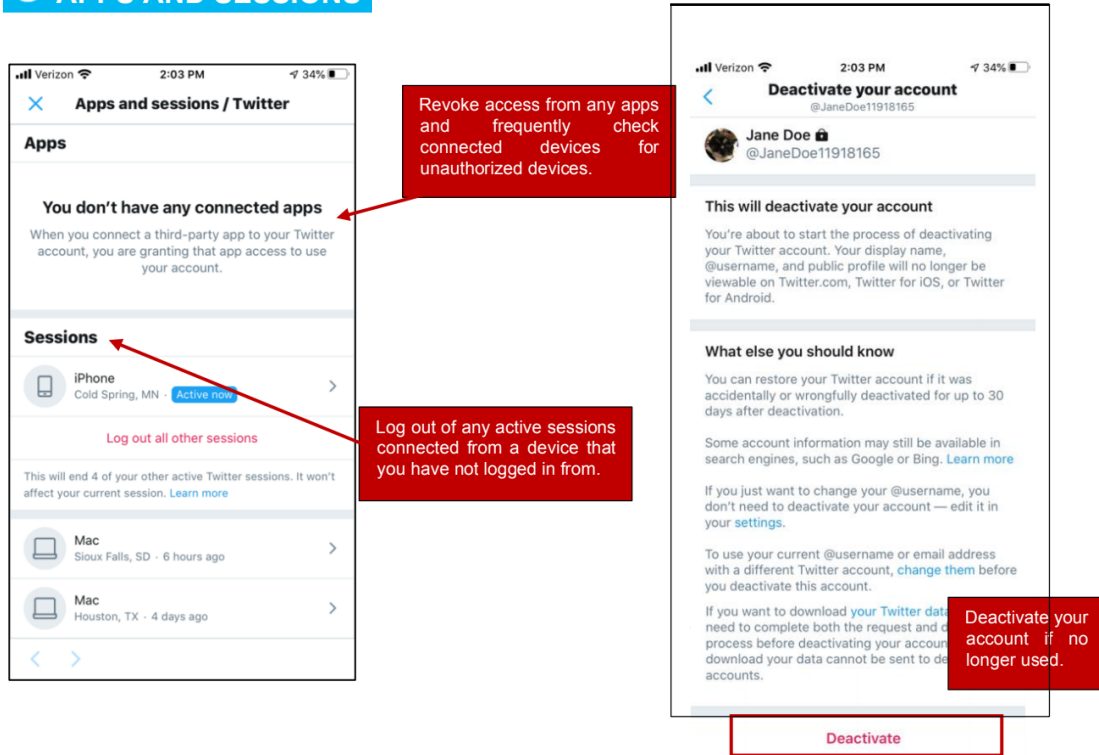 APPS AND SESSIONS
Verizon 2:03 PM 34%
Apps and sessions / Twitter
Apps
You don't have any connected apps
When you connect a third-party app to your Twitter
account, you are granting that app access to use
your account.
Sessions
iPhone
Cold Spring, MN · Active now
Log out all other sessions
This will end 4 of your other active Twitter sessions. It won't
affect your current session. Learn more
Mac
Sioux Falls, SD · 6 hours ago
Mac
Houston, TX · 4 days ago
Revoke access from any apps
and frequently check
connected devices for
unauthorized devices.
Log out of any active sessions
connected from a device that
you have not logged in from.
Verizon 2:03 PM 34%
Deactivate your account
@JaneDoe11918165
Jane Doe
@JaneDoe11918165
This will deactivate your account
You're about to start the process of deactivating
your Twitter account. Your display name,
@username, and public profile will no longer be
viewable on Twitter.com, Twitter for iOS, or Twitter
for Android.
What else you should know
You can restore your Twitter account if it was
accidentally or wrongfully deactivated for up to 30
days after deactivation.
Some account information may still be available in
search engines, such as Google or Bing. Learn more
If you just want to change your @username, you
don't need to deactivate your account — edit it in
your settings.
To use your current @username or email address
with a different Twitter account, change them before
you deactivate this account.
If you want to download your Twitter data
need to complete both the request and
process before deactivating your
download your data cannot be sent to
accounts.
Deactivate your
account if no
longer used.
Deactivate